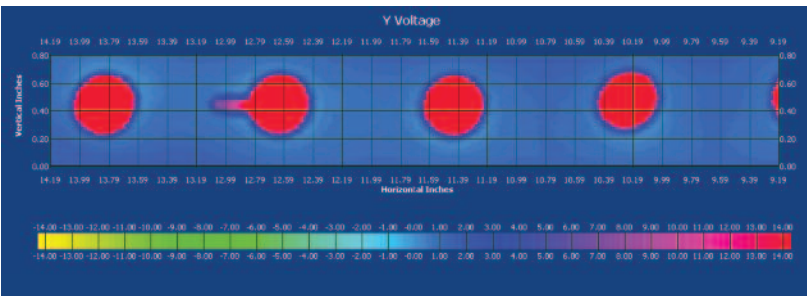 Y Voltage
14.19 13.99 13.79 13.59 13.39 13.19 12.99 12.79 12.59 12.39 12.19 11.99 11.79 11.59 11.39 11.19 10.99 10.79 10.59 10.39 10.19 9.99 9.79 9.59 9.39 9.19
0.80 0.80
0.60 0.60
0.40 0.40
0.20 0.20
0.00 0.00
Vertical Inches
14.19 13.99 13.79 13.59 13.39 13.19 12.99 12.79 12.59 12.39 12.19 11.99 11.79 11.59 11.39 11.19 10.99 10.79 10.59 10.39 10.19 9.99 9.79 9.59 9.39 9.19
Horizontal Inches
-14.00 -13.00 -12.00 -11.00 -10.00 -9.00 -8.00 -7.00 -6.00 -5.00 -4.00 -3.00 -2.00 -1.00 -0.00 1.00 2.00 3.00 4.00 5.00 6.00 7.00 8.00 9.00 10.00 11.00 12.00 13.00 14.00
-14.00 -13.00 -12.00 -11.00 -10.00 -9.00 -8.00 -7.00 -6.00 -5.00 -4.00 -3.00 -2.00 -1.00 -0.00 1.00 2.00 3.00 4.00 5.00 6.00 7.00 8.00 9.00 10.00 11.00 12.00 13.00 14.00